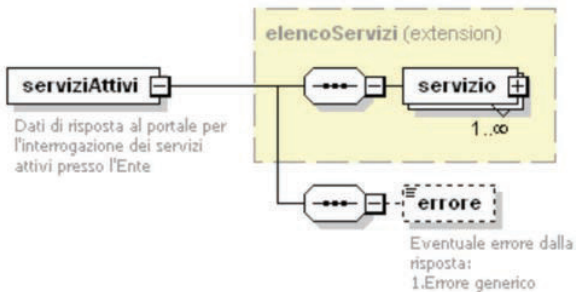 elencoServizi (extension)
serviziAttivi
servizio
1..∞
Dati di risposta al portale per
l'interrogazione dei servizi
attivi presso l'Ente
errore
Eventuale errore dalla
risposta:
1.Errore generico